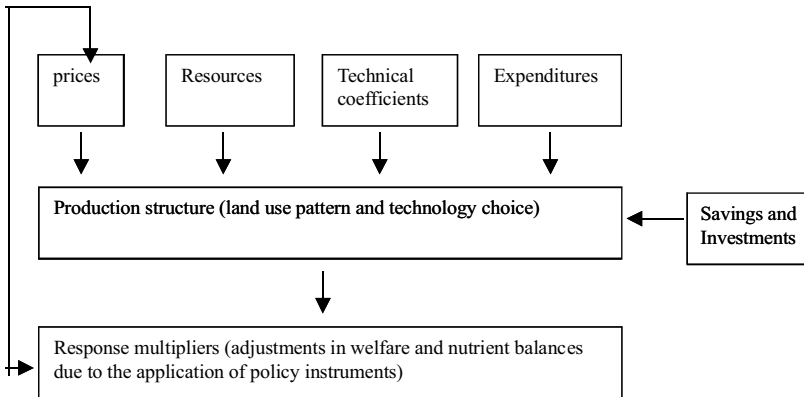 prices
Resources
Technical
coefficients
Expenditures
Production structure (land use pattern and technology choice)
Savings and
Investments
Response multipliers (adjustments in welfare and nutrient balances
due to the application of policy instruments)